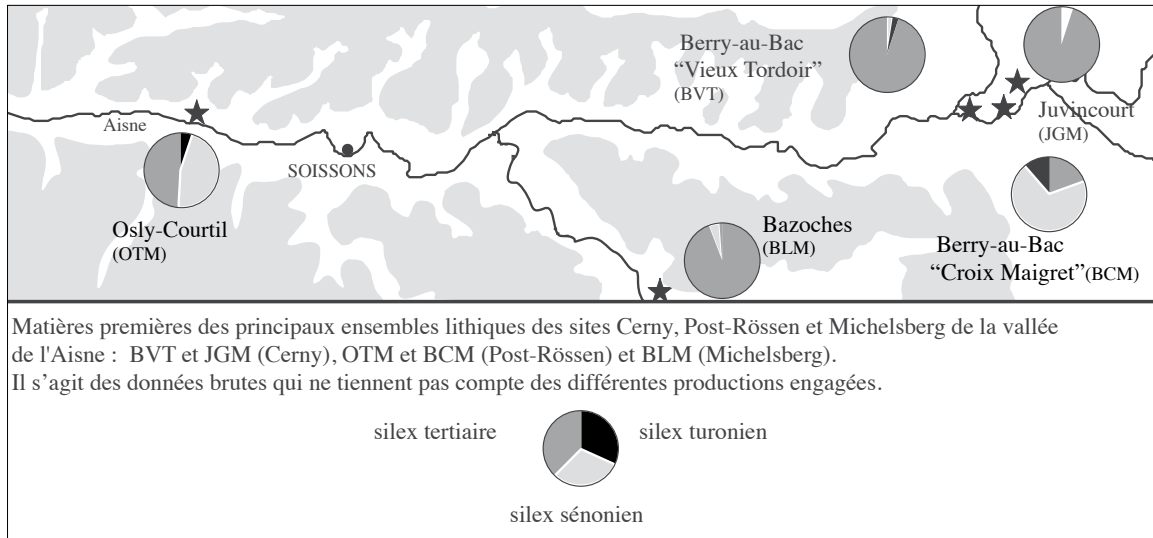 Berry-au-Bac
“Vieux Tordoir”
(BVT)
Juvincourt
(JGM)
Aisne
SOISSONS
Osly-Courtil
(OTM)
Bazoches
(BLM)
Berry-au-Bac
“Croix Maigret”(BCM)
Matières premières des principaux ensembles lithiques des sites Cerny, Post-Rössen et Michelsberg de la vallée
de l'Aisne : BVT et JGM (Cerny), OTM et BCM (Post-Rössen) et BLM (Michelsberg).
Il s’agit des données brutes qui ne tiennent pas compte des différentes productions engagées.
silex tertiaire
silex turonien
silex sénonien